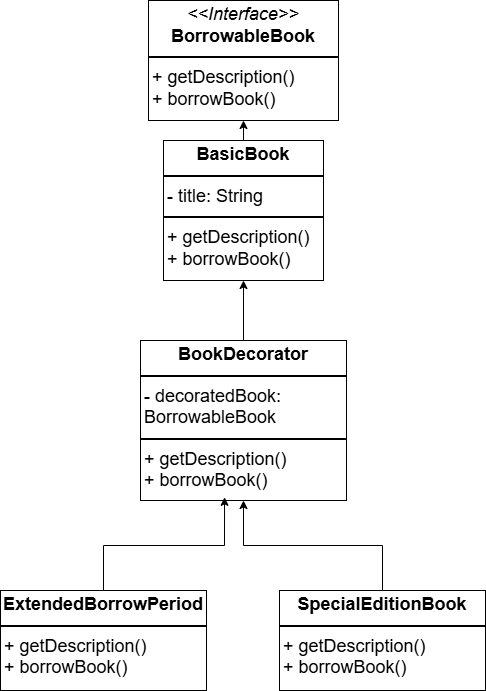 <<Interface>>
BorrowableBook
+ getDescription()
+ borrowBook()
BasicBook
- title: String
+ getDescription()
+ borrowBook()
BookDecorator
- decoratedBook:
BorrowableBook
+ getDescription()
+ borrowBook()
ExtendedBorrowPeriod
+ getDescription()
+ borrowBook()
SpecialEditionBook
+ getDescription()
+ borrowBook()